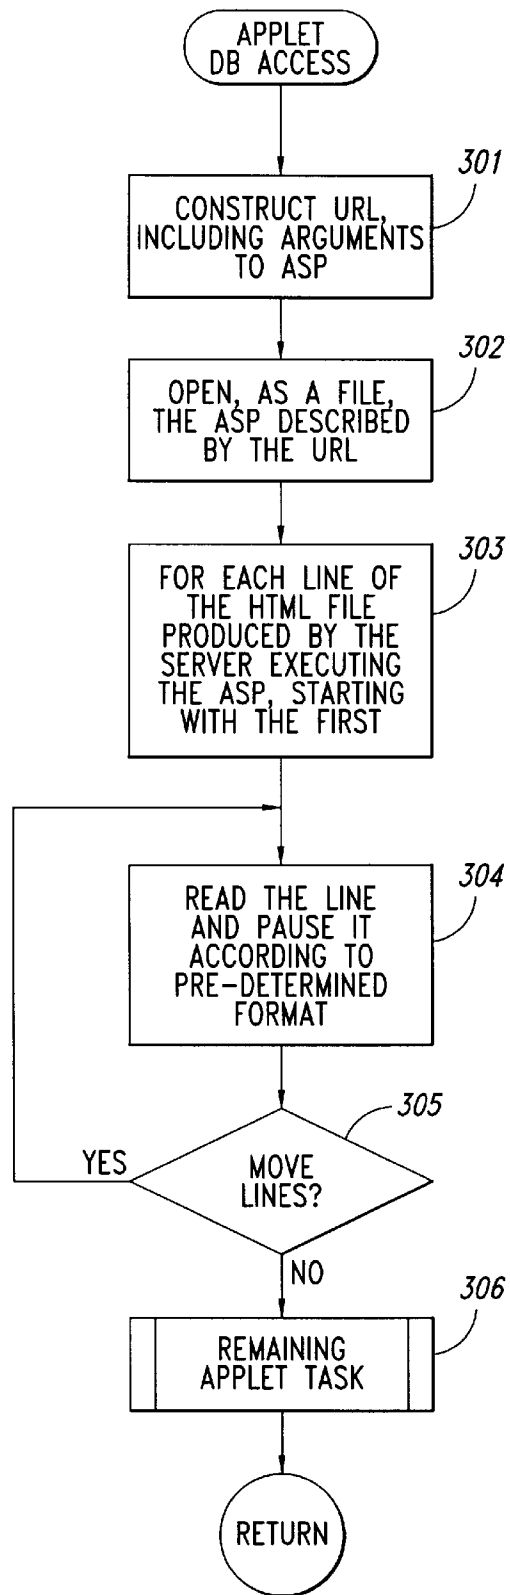 APPLET
DB ACCESS
301
CONSTRUCT URL,
INCLUDING ARGUMENTS
TO ASP
302
OPEN, AS A FILE,
THE ASP DESCRIBED
BY THE URL
303
FOR EACH LINE OF
THE HTML FILE
PRODUCED BY THE
SERVER EXECUTING
THE ASP, STARTING
WITH THE FIRST
304
READ THE LINE
AND PAUSE IT
ACCORDING TO
PRE-DETERMINED
FORMAT
305
YES
MOVE
LINES?
NO
306
REMAINING
APPLET TASK
RETURN